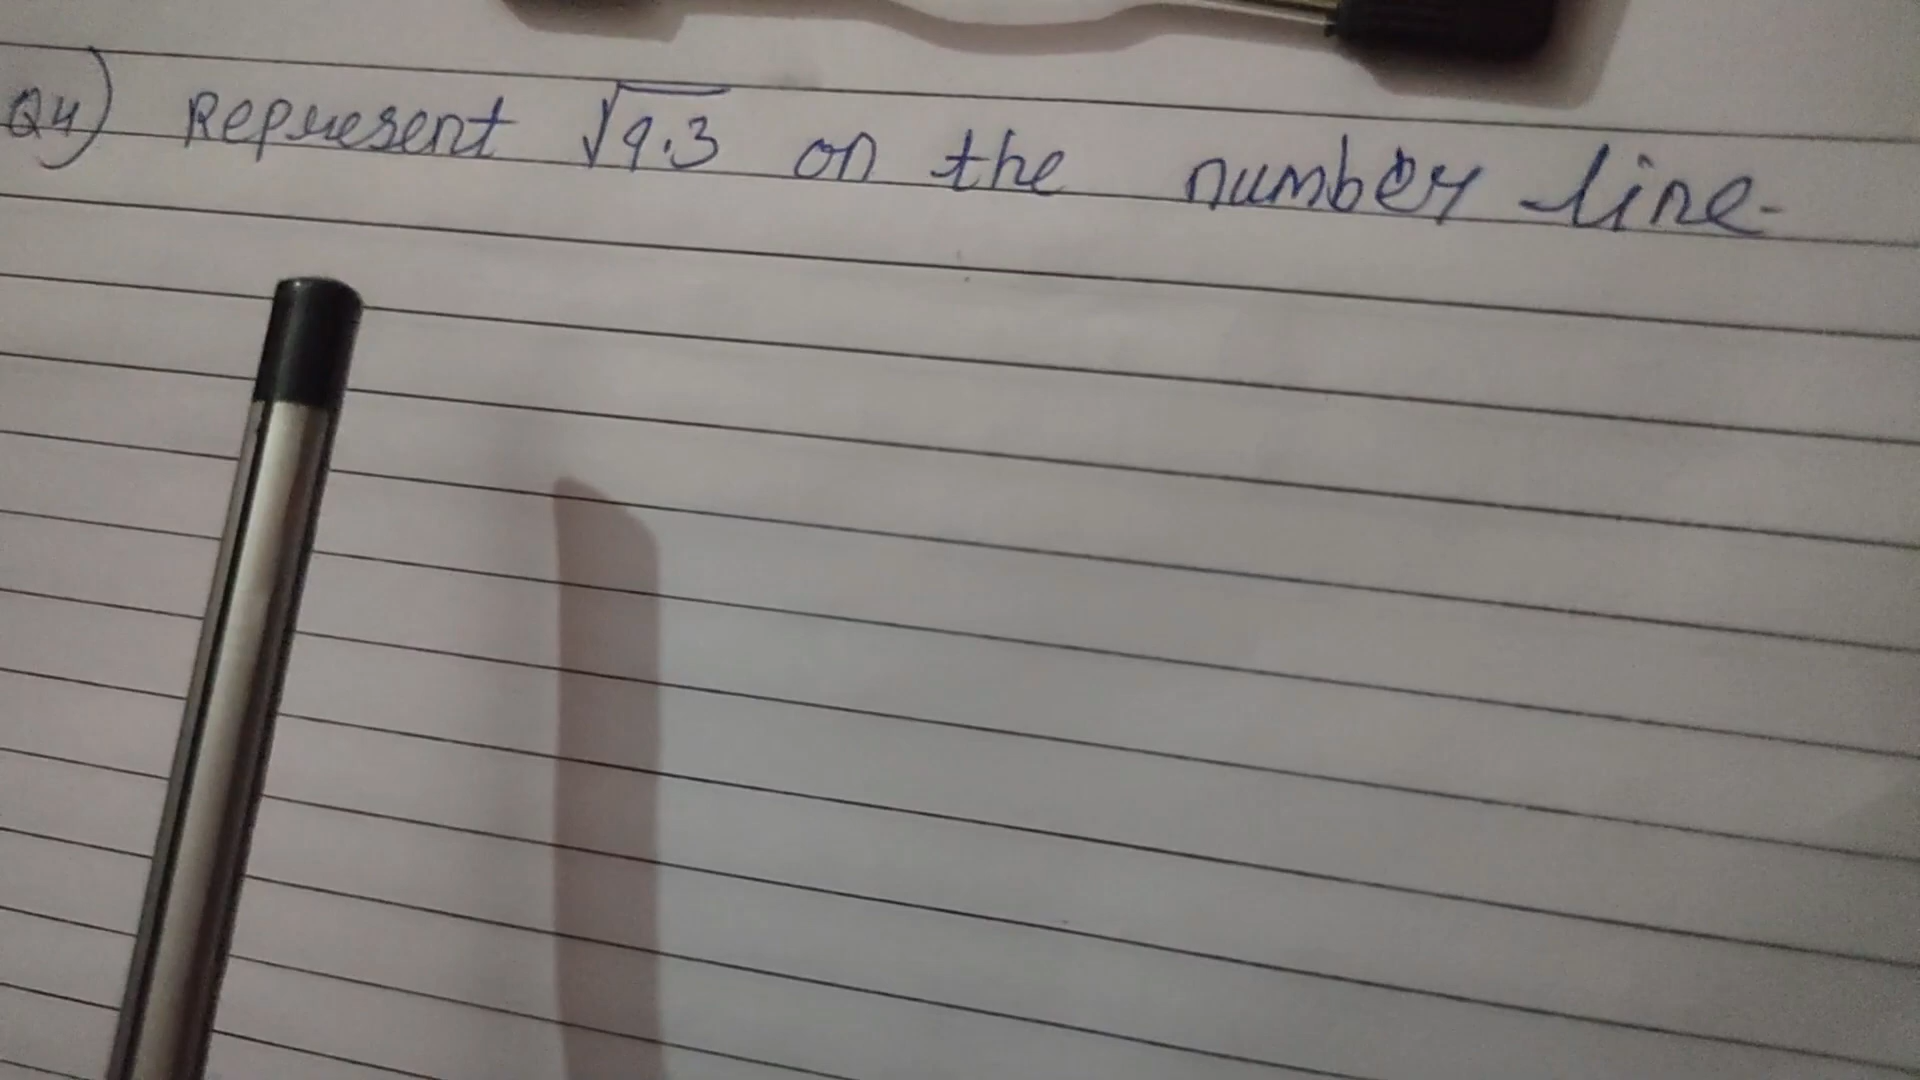 Q4) Represent √9.3 on the number line.